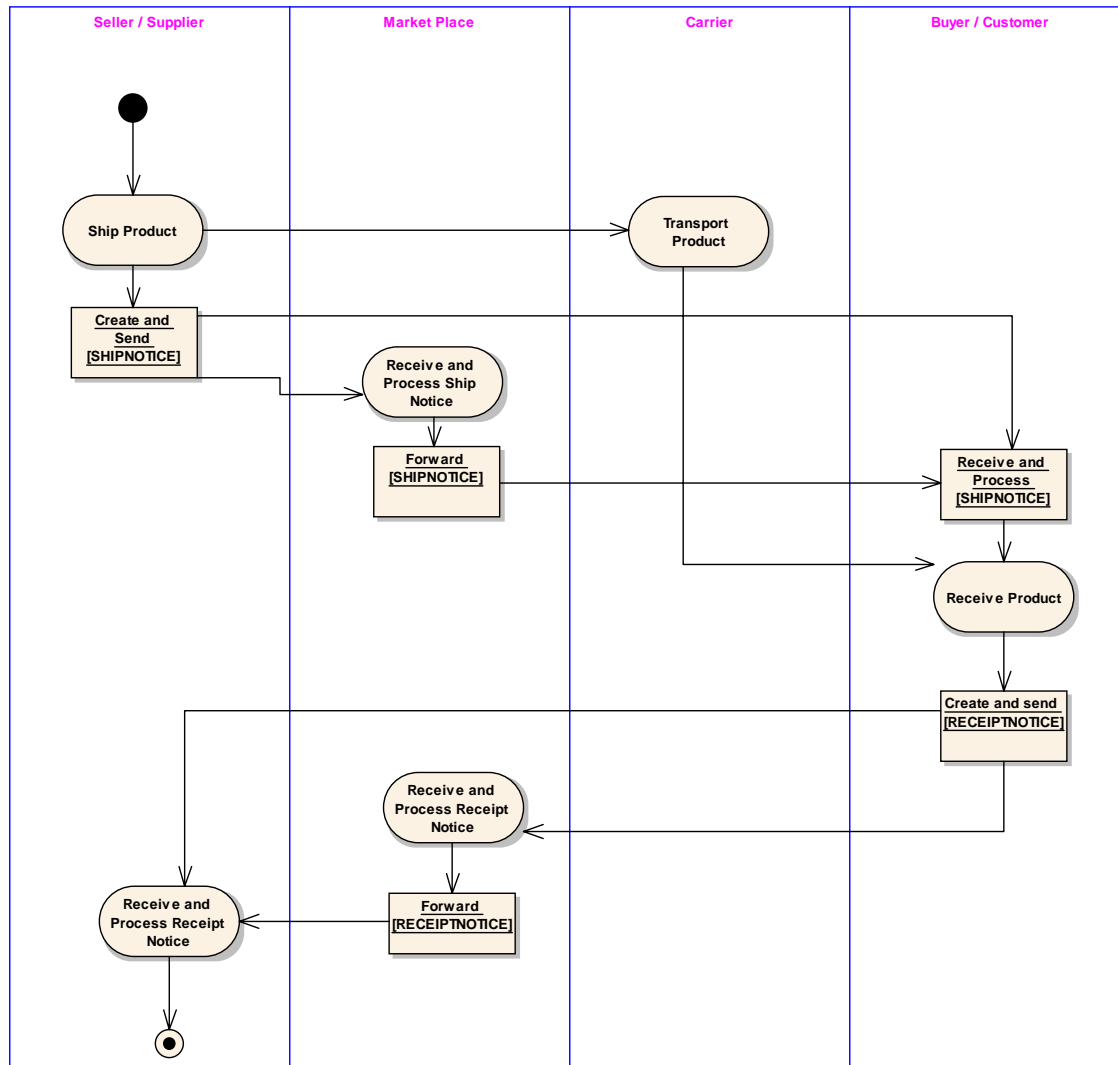 Seller / Supplier
Market Place
Carrier
Buyer / Customer
Ship Product
Transport
Product
Create and
Send
[SHIPNOTICE]
Receive and
Process Ship
Notice
Forward
[SHIPNOTICE]
Receive and
Process
[SHIPNOTICE]
Receive Product
Create and send
[RECEIPTNOTICE]
Receive and
Process Receipt
Notice
Receive and
Process Receipt
Notice
Forward
[RECEIPTNOTICE]